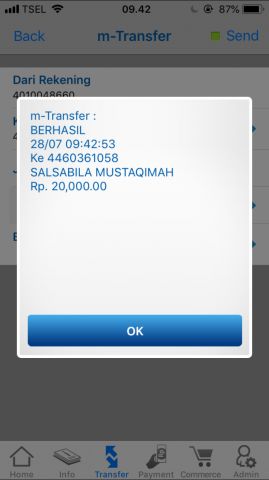 TSEL 09.42 87%
Back m-Transfer Send
Dari Rekening
4010048660
m-Transfer :
BERHASIL
28/07 09:42:53
Ke 4460361058
SALSABILA MUSTAQIMAH
Rp. 20,000.00
OK
Home Info Transfer Payment Commerce Admin